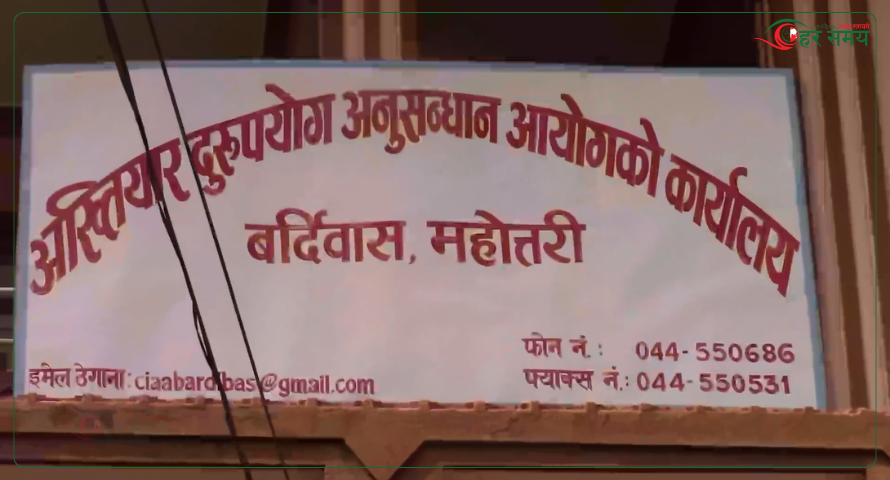 हर समय
अख्तियार दुरुपयोग अनुसन्धान आयोगको कार्यालय
बर्दिवास, महोत्तरी
फोन नं. : 044-550686
इमेल ठेगाना: ciaabardibas@gmail.com
फ्याक्स नं.: 044-550531